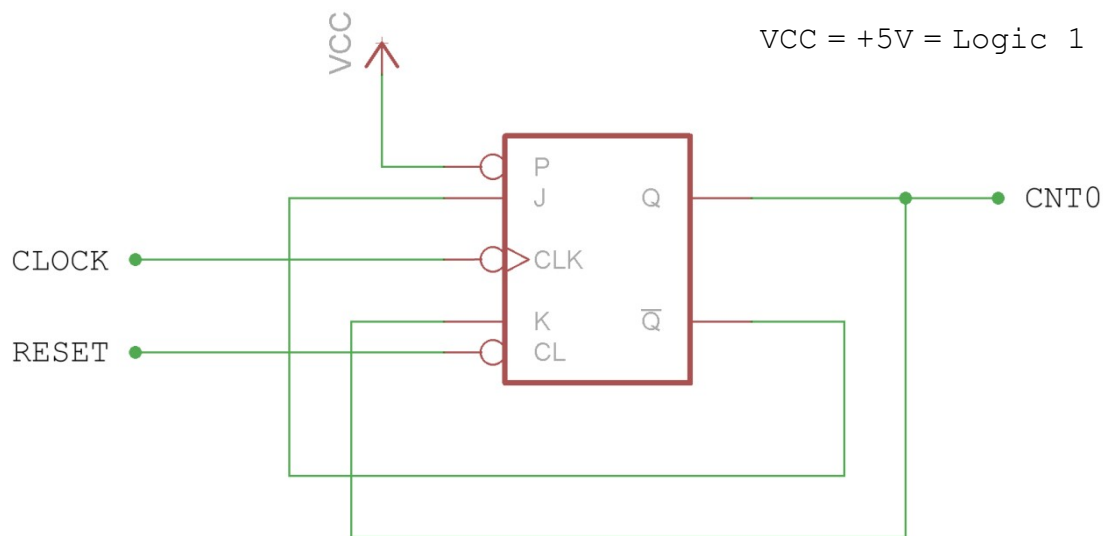 VCC
VCC = +5V = Logic 1
P
J
Q
CNT0
CLOCK
CLK
K
Q̅
RESET
CL